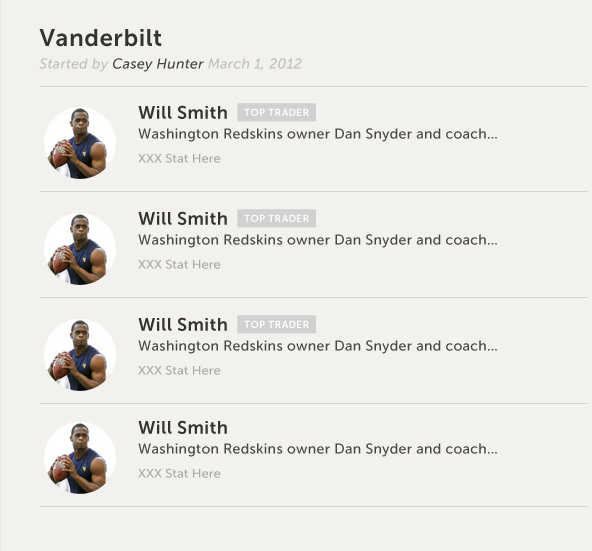 Vanderbilt
Started by Casey Hunter March 1, 2012
Will Smith TOP TRADER
Washington Redskins owner Dan Snyder and coach...
XXX Stat Here
Will Smith TOP TRADER
Washington Redskins owner Dan Snyder and coach...
XXX Stat Here
Will Smith TOP TRADER
Washington Redskins owner Dan Snyder and coach...
XXX Stat Here
Will Smith
Washington Redskins owner Dan Snyder and coach...
XXX Stat Here